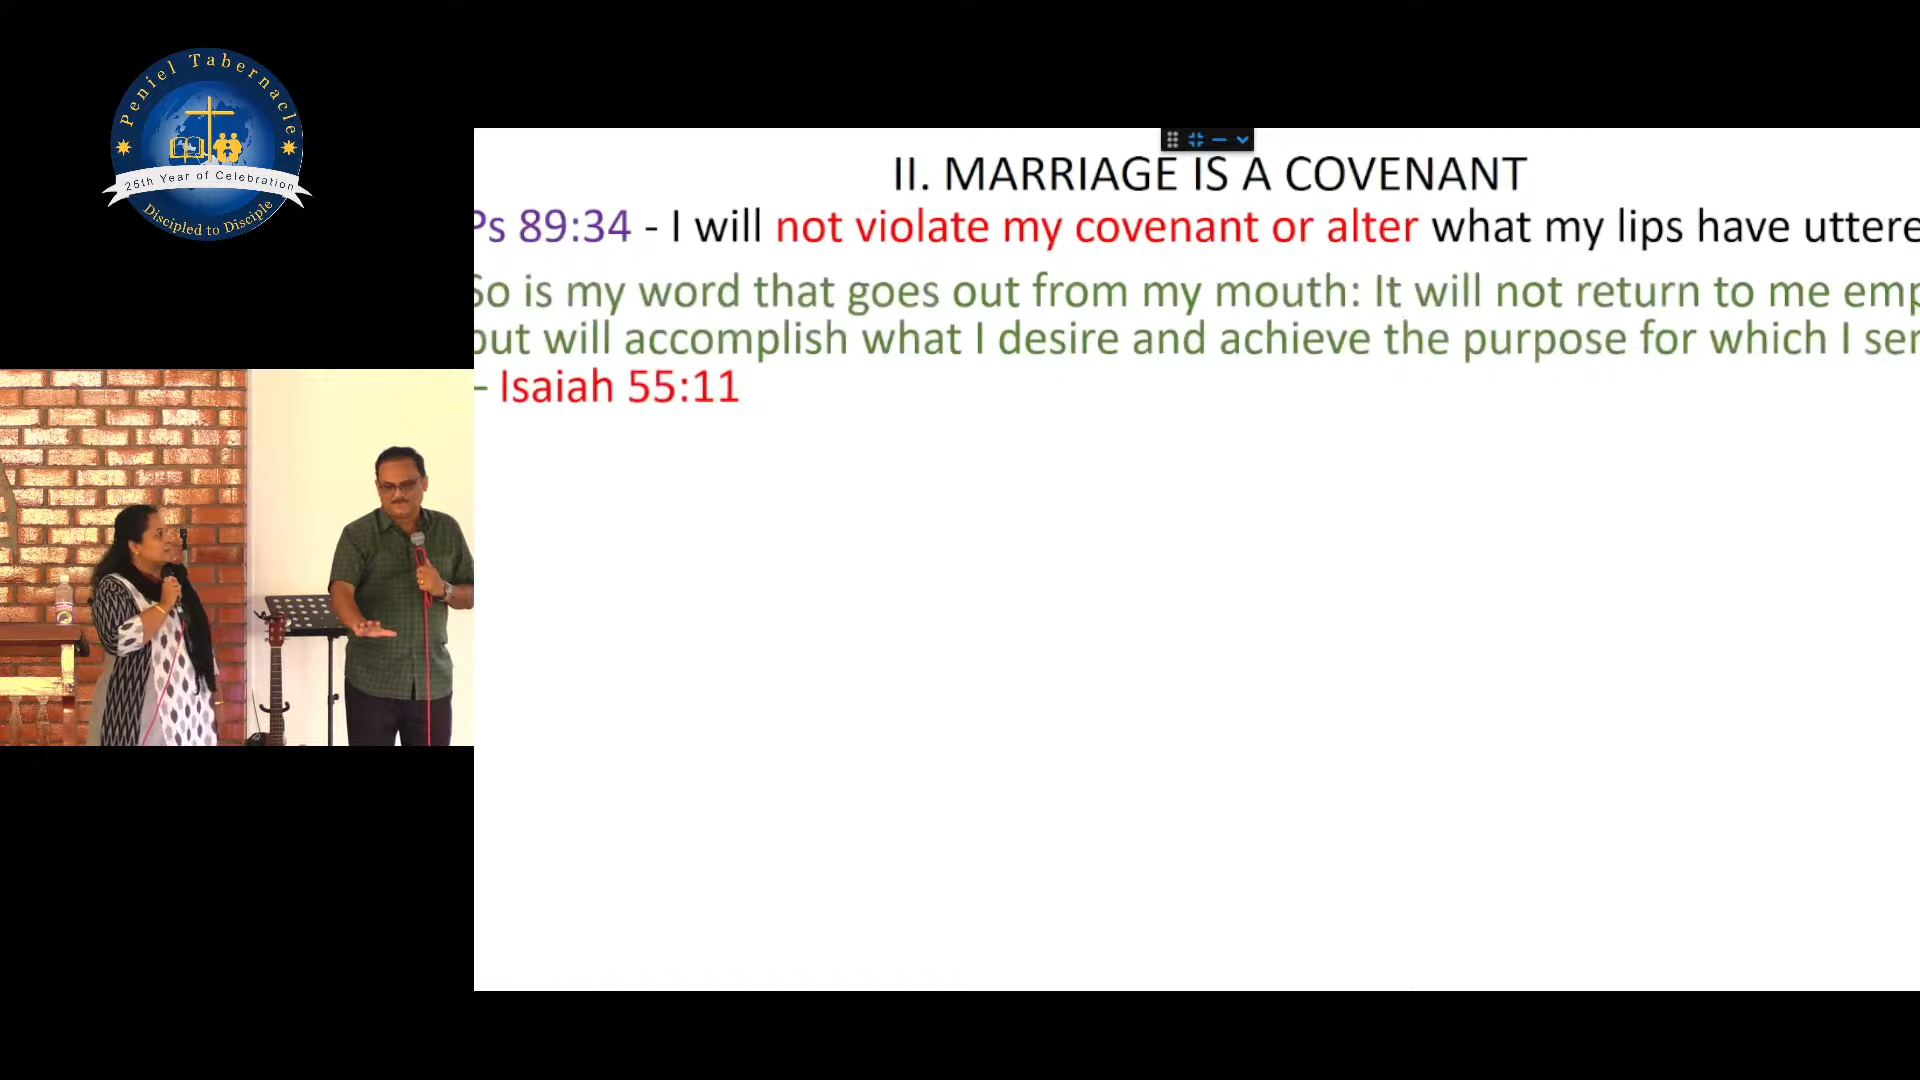 Peniel Tabernacle
25th Year of Celebration
Discipled to Disciple
II. MARRIAGE IS A COVENANT
Ps 89:34 - I will not violate my covenant or alter what my lips have uttere
So is my word that goes out from my mouth: It will not return to me emp
but will accomplish what I desire and achieve the purpose for which I ser
- Isaiah 55:11